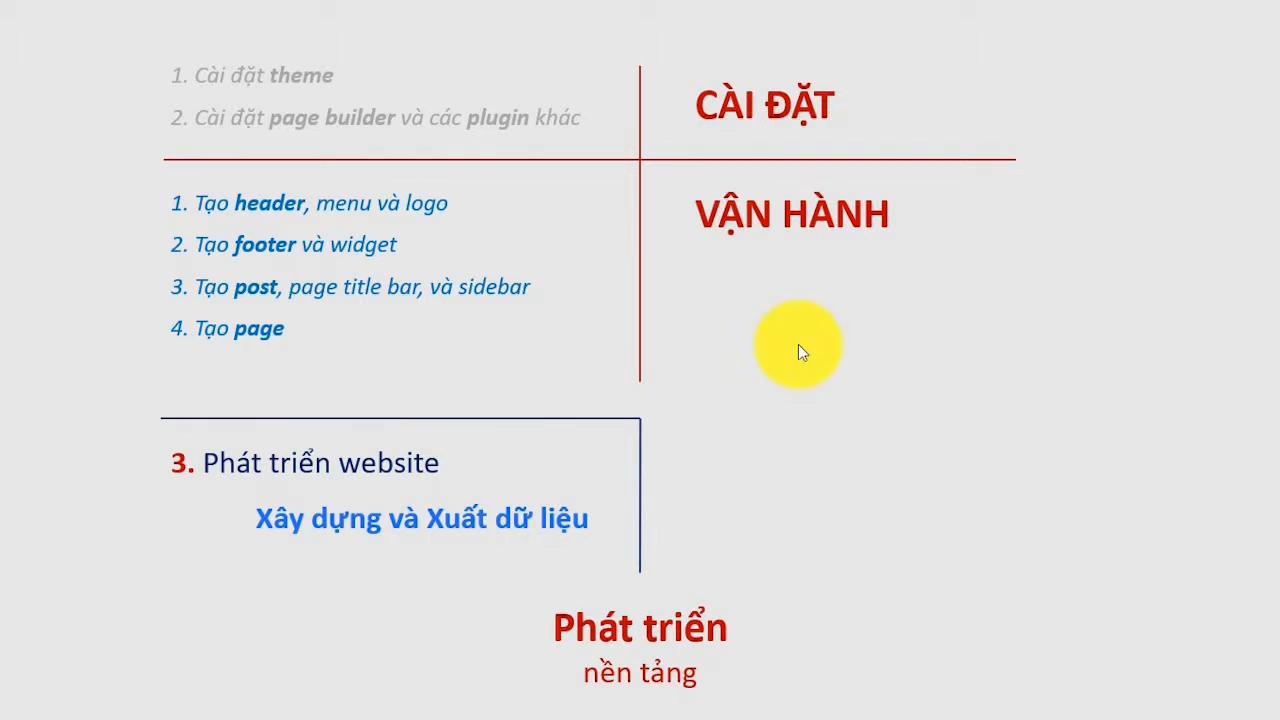 1. Cài đặt theme
2. Cài đặt page builder và các plugin khác
CÀI ĐẶT
1. Tạo header, menu và logo
2. Tạo footer và widget
3. Tạo post, page title bar, và sidebar
4. Tạo page
VẬN HÀNH
3. Phát triển website
Xây dựng và Xuất dữ liệu
Phát triển
nền tảng